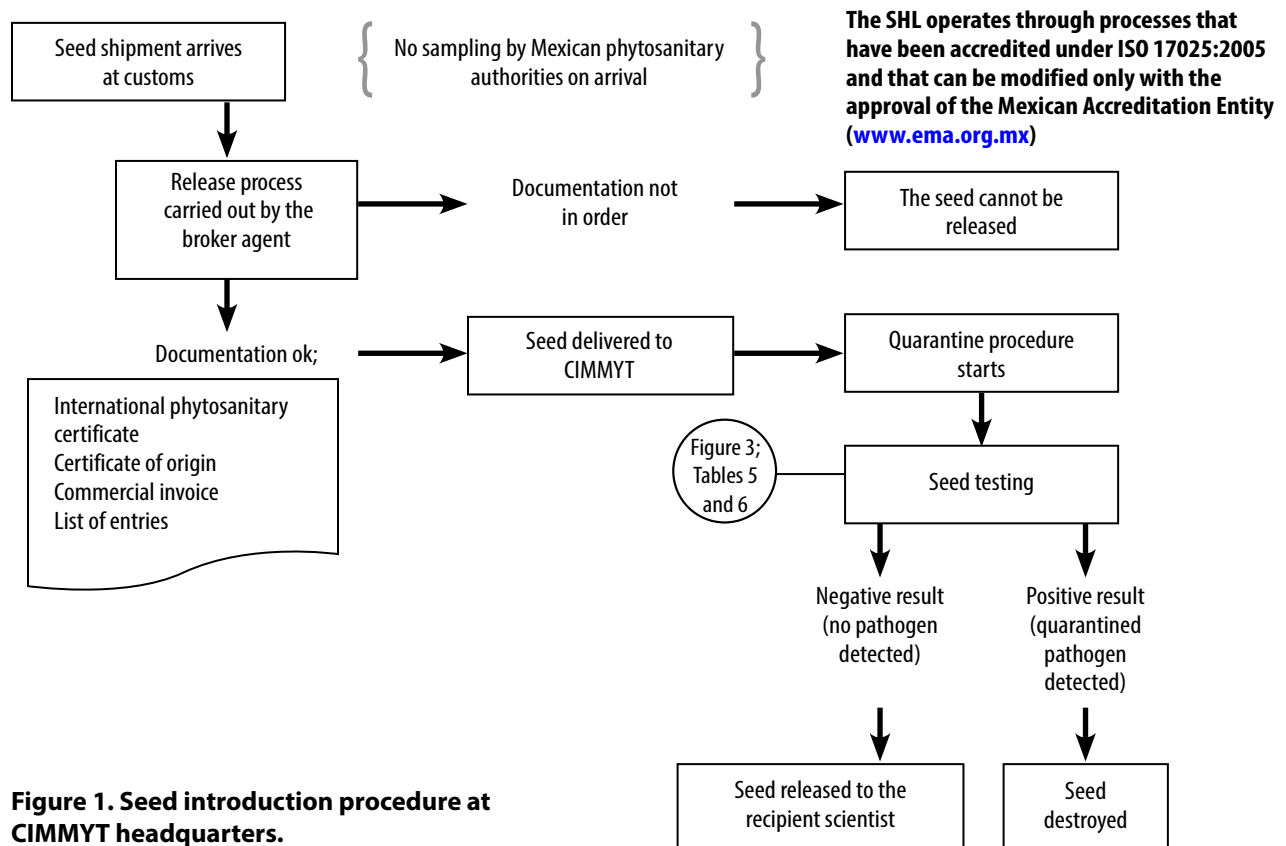 Seed shipment arrives
at customs
No sampling by Mexican phytosanitary
authorities on arrival
The SHL operates through processes that
have been accredited under ISO 17025:2005
and that can be modified only with the
approval of the Mexican Accreditation Entity
(www.ema.org.mx)
Release process
carried out by the
broker agent
Documentation not
in order
The seed cannot be
released
Documentation ok;
International phytosanitary
certificate
Certificate of origin
Commercial invoice
List of entries
Seed delivered to
CIMMYT
Quarantine procedure
starts
Figure 3;
Tables 5
and 6
Seed testing
Negative result
(no pathogen
detected)
Positive result
(quarantined
pathogen
detected)
Seed released to the
recipient scientist
Seed
destroyed
Figure 1. Seed introduction procedure at
CIMMYT headquarters.